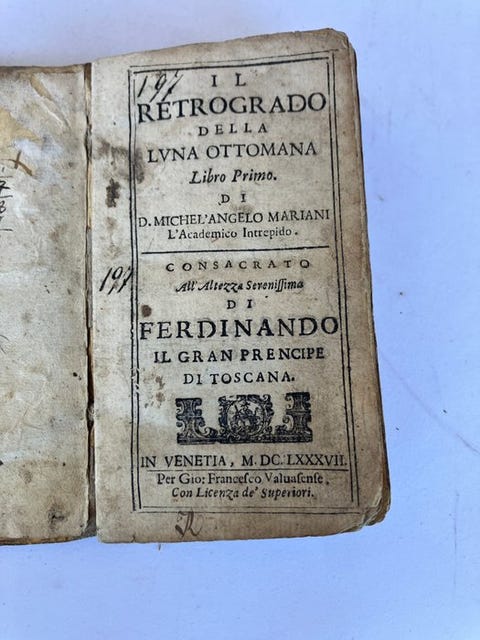 197
IL
RETROGRADO
DELLA
LVNA OTTOMANA
Libro Primo.
DI
D. MICHEL'ANGELO MARIANI
L'Academico Intrepido.
197
CONSACRATO
All'Altezza Sereniſſima
DI
FERDINANDO
IL GRAN PRENCIPE
DI TOSCANA.
IN VENETIA, M. DC. LXXXVII.
Per Gio: Franceſco Valuaſenſe.
Con Licenza de' Superiori.